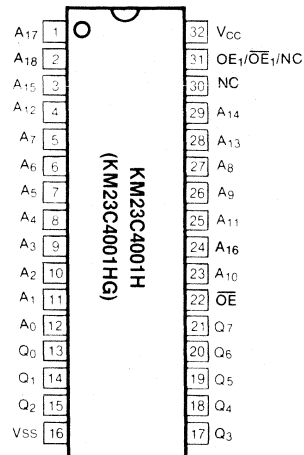 A17 1 32 VCC
A18 2 31 OE1/O̅E̅1/NC
A15 3 30 NC
A12 4 29 A14
A7 5 28 A13
A6 6 27 A8
A5 7 26 A9
A4 8 25 A11
A3 9 24 A16
A2 10 23 A10
A1 11 22 O̅E̅
A0 12 21 Q7
Q0 13 20 Q6
Q1 14 19 Q5
Q2 15 18 Q4
VSS 16 17 Q3
KM23C4001H
(KM23C4001HG)